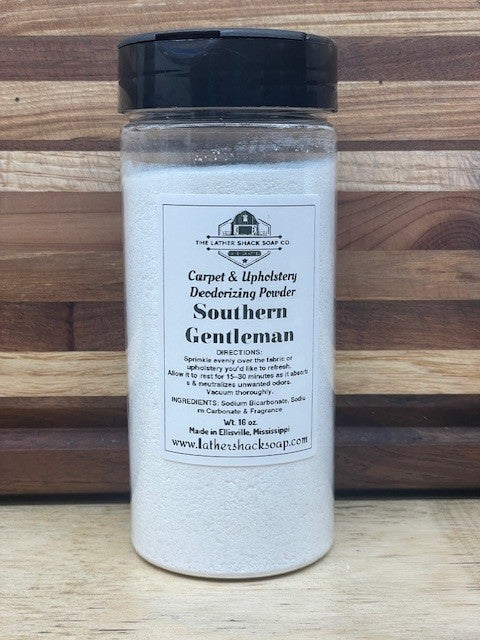 THE LATHER SHACK SOAP CO.
Carpet & Upholstery
Deodorizing Powder
Southern
Gentleman
DIRECTIONS:
Sprinkle evenly over the fabric or
upholstery you'd like to refresh.
Allow it to rest for 15-30 minutes as it absorb
s & neutralizes unwanted odors.
Vacuum thoroughly.
INGREDIENTS: Sodium Bicarbonate, Sodiu
m Carbonate & Fragrance
Wt. 16 oz.
Made in Ellisville, Mississippi
www.lathershacksoap.com